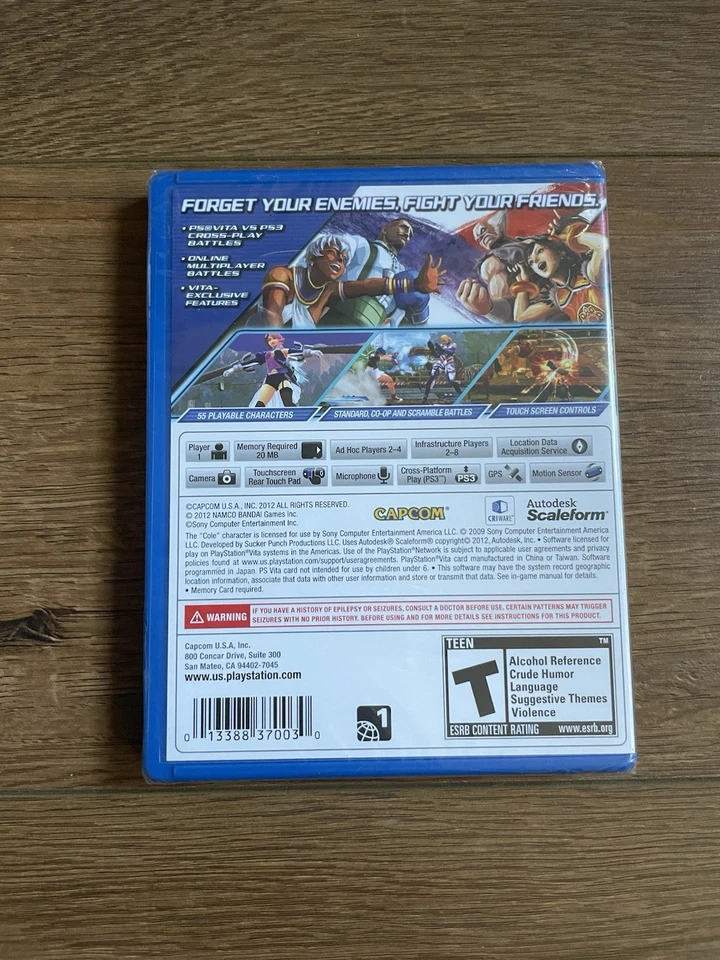 FORGET YOUR ENEMIES, FIGHT YOUR FRIENDS.
• PS®VITA VS PS3
CROSS-PLAY
BATTLES
• ONLINE
MULTIPLAYER
BATTLES
• VITA-
EXCLUSIVE
FEATURES
55 PLAYABLE CHARACTERS
STANDARD, CO-OP AND SCRAMBLE BATTLES
TOUCH SCREEN CONTROLS
Player
1
Memory Required
20 MB
Ad Hoc Players 2–4
Infrastructure Players
2–8
Location Data
Acquisition Service
Camera
Touchscreen
Rear Touch Pad
Microphone
Cross-Platform
Play (PS3™)
PS3
GPS
Motion Sensor
©CAPCOM U.S.A., INC. 2012 ALL RIGHTS RESERVED.
© 2012 NAMCO BANDAI Games Inc.
©Sony Computer Entertainment Inc.
CAPCOM
CRIWARE
Autodesk
Scaleform
The "Cole" character is licensed for use by Sony Computer Entertainment America LLC. © 2009 Sony Computer Entertainment America
LLC. Developed by Sucker Punch Productions LLC. Uses Autodesk® Scaleform® copyright© 2012, Autodesk, Inc. • Software licensed for
play on PlayStation®Vita systems in the Americas. Use of the PlayStation®Network is subject to applicable user agreements and privacy
policies found at www.us.playstation.com/support/useragreements. PlayStation®Vita card manufactured in China or Taiwan. Software
programmed in Japan. PS Vita card not intended for use by children under 6. • This software may have the system record geographic
location information, associate that data with other user information and store or transmit that data. See in-game manual for details.
• Memory Card required.
WARNING
IF YOU HAVE A HISTORY OF EPILEPSY OR SEIZURES, CONSULT A DOCTOR BEFORE USE. CERTAIN PATTERNS MAY TRIGGER
SEIZURES WITH NO PRIOR HISTORY. BEFORE USING AND FOR MORE DETAILS SEE INSTRUCTIONS FOR THIS PRODUCT.
Capcom U.S.A, Inc.
800 Concar Drive, Suite 300
San Mateo, CA 94402-7045
www.us.playstation.com
0 13388 37003 0
1
TEEN ™
T
Alcohol Reference
Crude Humor
Language
Suggestive Themes
Violence
ESRB CONTENT RATING www.esrb.org